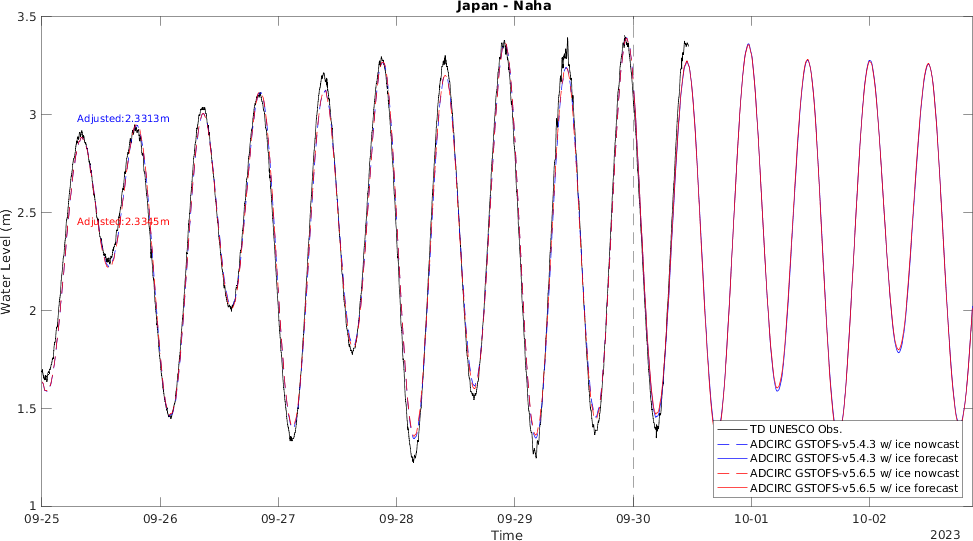 Japan - Naha
3.5
3
2.5
2
1.5
1
Water Level (m)
Adjusted:2.3313m
Adjusted:2.3345m
TD UNESCO Obs.
ADCIRC GSTOFS-v5.4.3 w/ ice nowcast
ADCIRC GSTOFS-v5.4.3 w/ ice forecast
ADCIRC GSTOFS-v5.6.5 w/ ice nowcast
ADCIRC GSTOFS-v5.6.5 w/ ice forecast
09-25 09-26 09-27 09-28 09-29 09-30 10-01 10-02
Time
2023